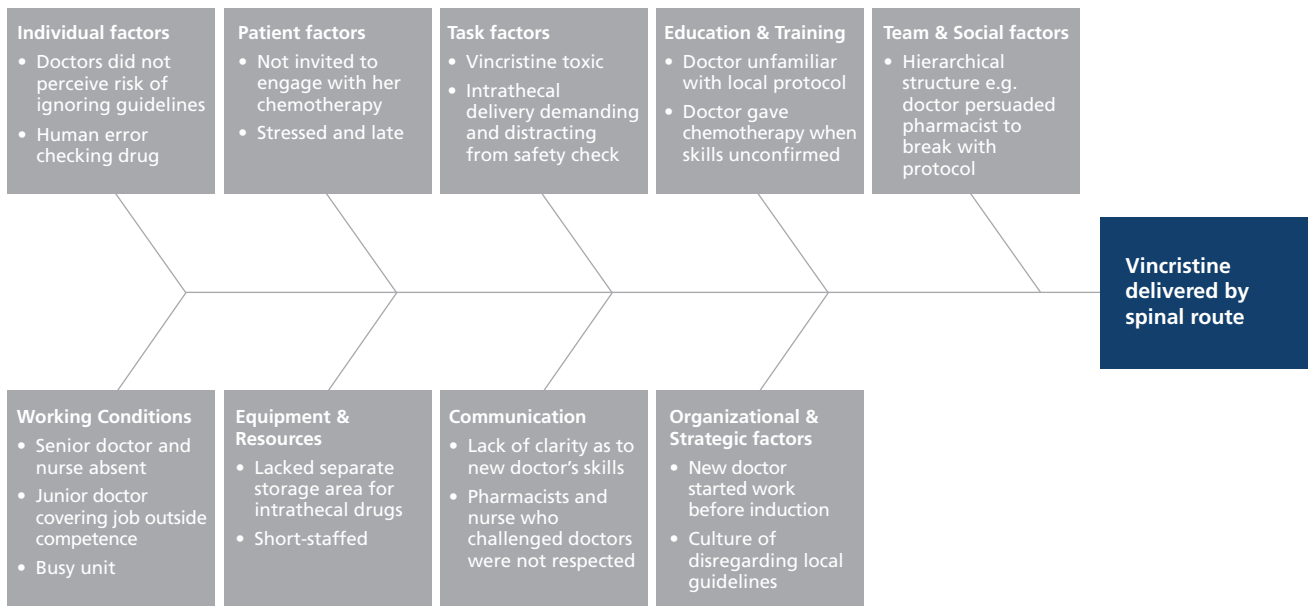 Individual factors
• Doctors did not
perceive risk of
ignoring guidelines
• Human error
checking drug
Patient factors
• Not invited to
engage with her
chemotherapy
• Stressed and late
Task factors
• Vincristine toxic
• Intrathecal
delivery demanding
and distracting
from safety check
Education & Training
• Doctor unfamiliar
with local protocol
• Doctor gave
chemotherapy when
skills unconfirmed
Team & Social factors
• Hierarchical
structure e.g.
doctor persuaded
pharmacist to
break with
protocol
Vincristine
delivered by
spinal route
Working Conditions
• Senior doctor and
nurse absent
• Junior doctor
covering job outside
competence
• Busy unit
Equipment &
Resources
• Lacked separate
storage area for
intrathecal drugs
• Short-staffed
Communication
• Lack of clarity as to
new doctor’s skills
• Pharmacists and
nurse who
challenged doctors
were not respected
Organizational &
Strategic factors
• New doctor
started work
before induction
• Culture of
disregarding local
guidelines